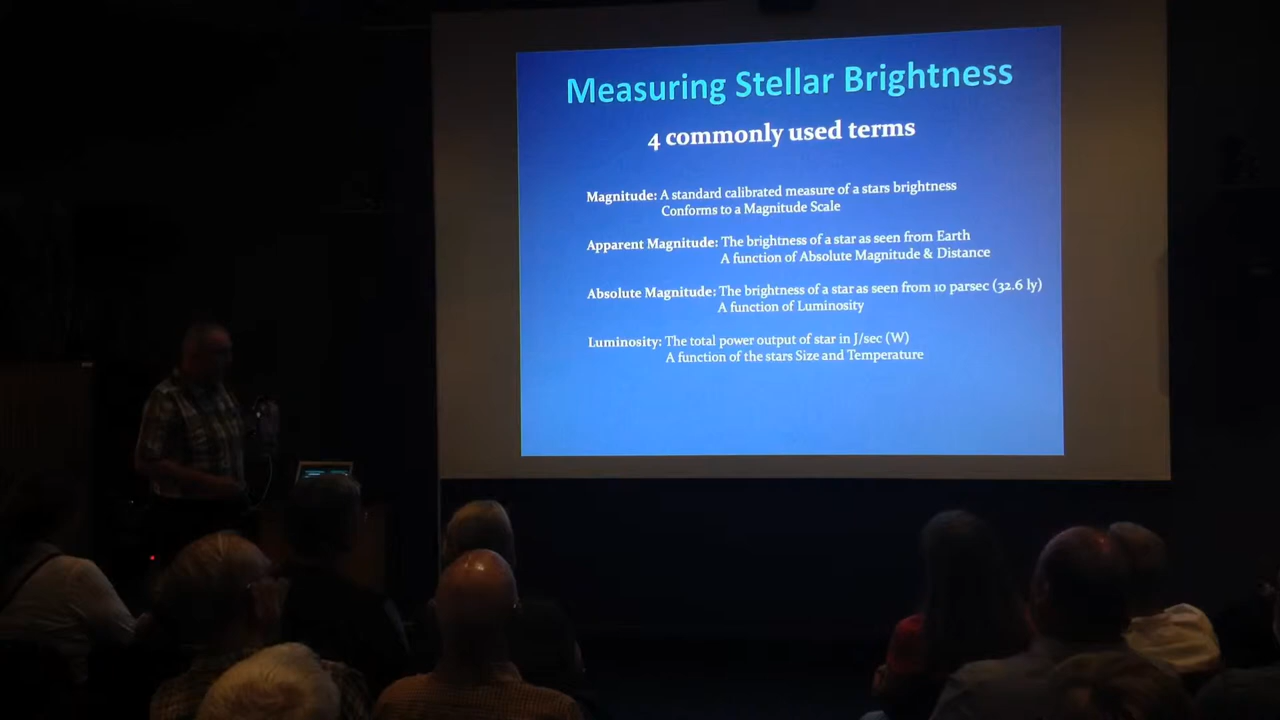 Measuring Stellar Brightness
4 commonly used terms
Magnitude: A standard calibrated measure of a stars brightness
Conforms to a Magnitude Scale
Apparent Magnitude: The brightness of a star as seen from Earth
A function of Absolute Magnitude & Distance
Absolute Magnitude: The brightness of a star as seen from 10 parsec (32.6 ly)
A function of Luminosity
Luminosity: The total power output of star in J/sec (W)
A function of the stars Size and Temperature